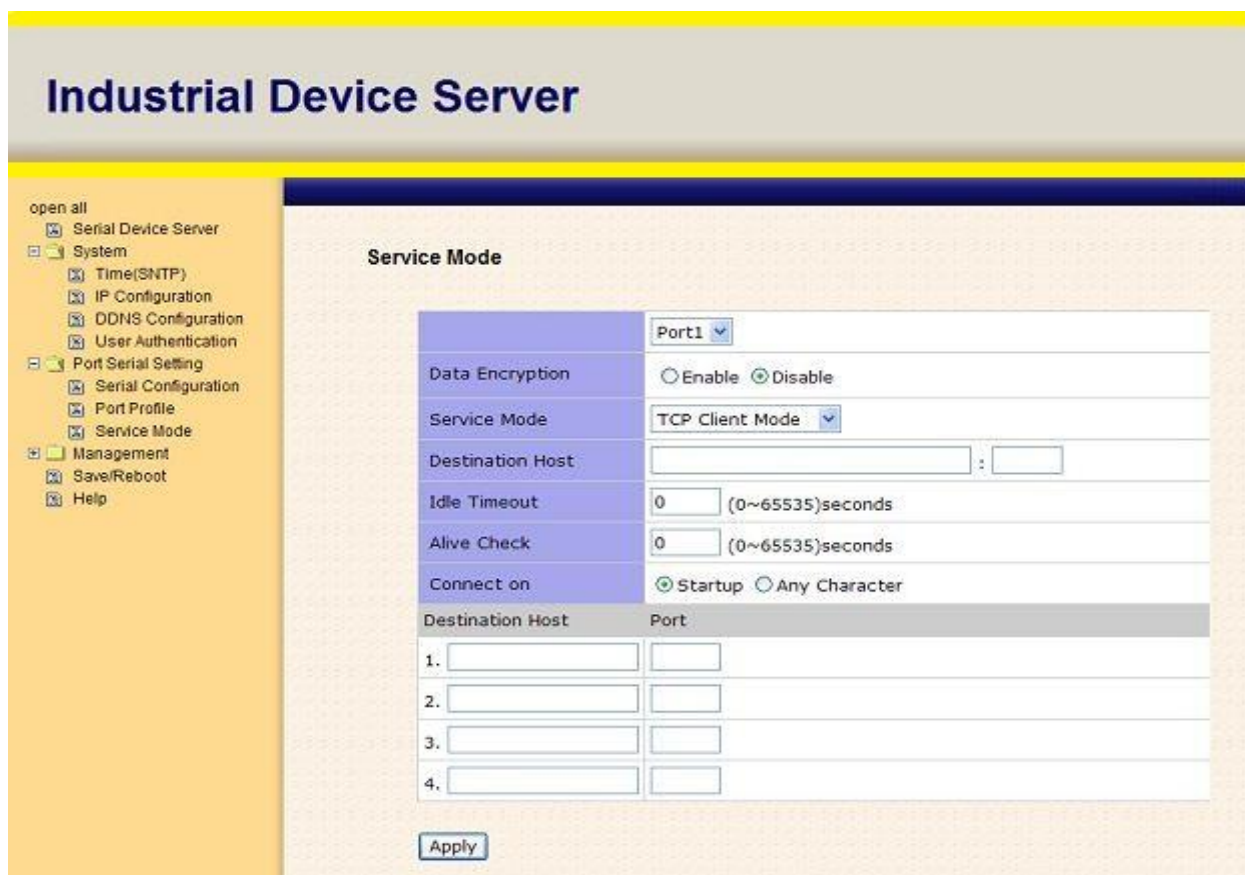 Industrial Device Server
open all
Serial Device Server
System
Time(SNTP)
IP Configuration
DDNS Configuration
User Authentication
Port Serial Setting
Serial Configuration
Port Profile
Service Mode
Management
Save/Reboot
Help
Service Mode
Port1
Data Encryption Enable Disable
Service Mode TCP Client Mode
Destination Host :
Idle Timeout 0 (0~65535)seconds
Alive Check 0 (0~65535)seconds
Connect on Startup Any Character
Destination Host Port
1.
2.
3.
4.
Apply